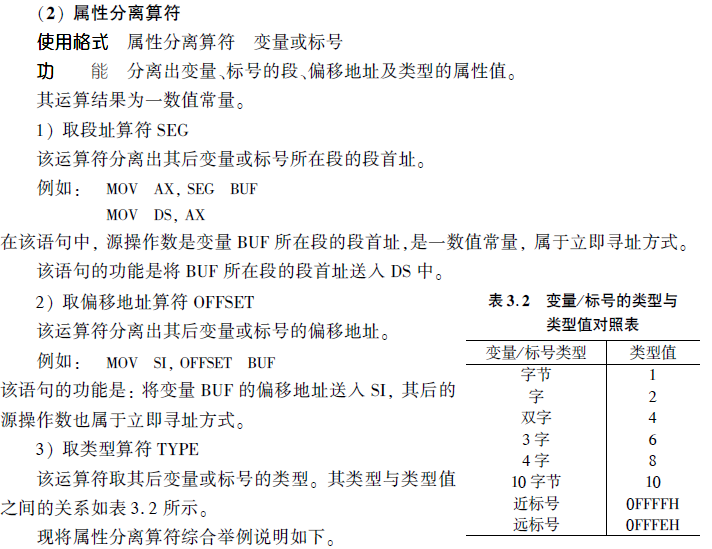 (2) 属性分离算符
使用格式 属性分离算符 变量或标号
功 能 分离出变量、标号的段、偏移地址及类型的属性值。
其运算结果为一数值常量。
1) 取段址算符 SEG
该运算符分离出其后变量或标号所在段的段首址。
例如: MOV AX, SEG BUF
MOV DS, AX
在该语句中, 源操作数是变量 BUF 所在段的段首址,是一数值常量, 属于立即寻址方式。
该语句的功能是将 BUF 所在段的段首址送入 DS 中。
2) 取偏移地址算符 OFFSET
该运算符分离出其后变量或标号的偏移地址。
例如: MOV SI, OFFSET BUF
该语句的功能是: 将变量 BUF 的偏移地址送入 SI, 其后的
源操作数也属于立即寻址方式。
3) 取类型算符 TYPE
该运算符取其后变量或标号的类型。其类型与类型值
之间的关系如表 3.2 所示。
现将属性分离算符综合举例说明如下。
表 3.2 变量/标号的类型与
类型值对照表
变量/标号类型 类型值
字节 1
字 2
双字 4
3 字 6
4 字 8
10 字节 10
近标号 0FFFFH
远标号 0FFFEH